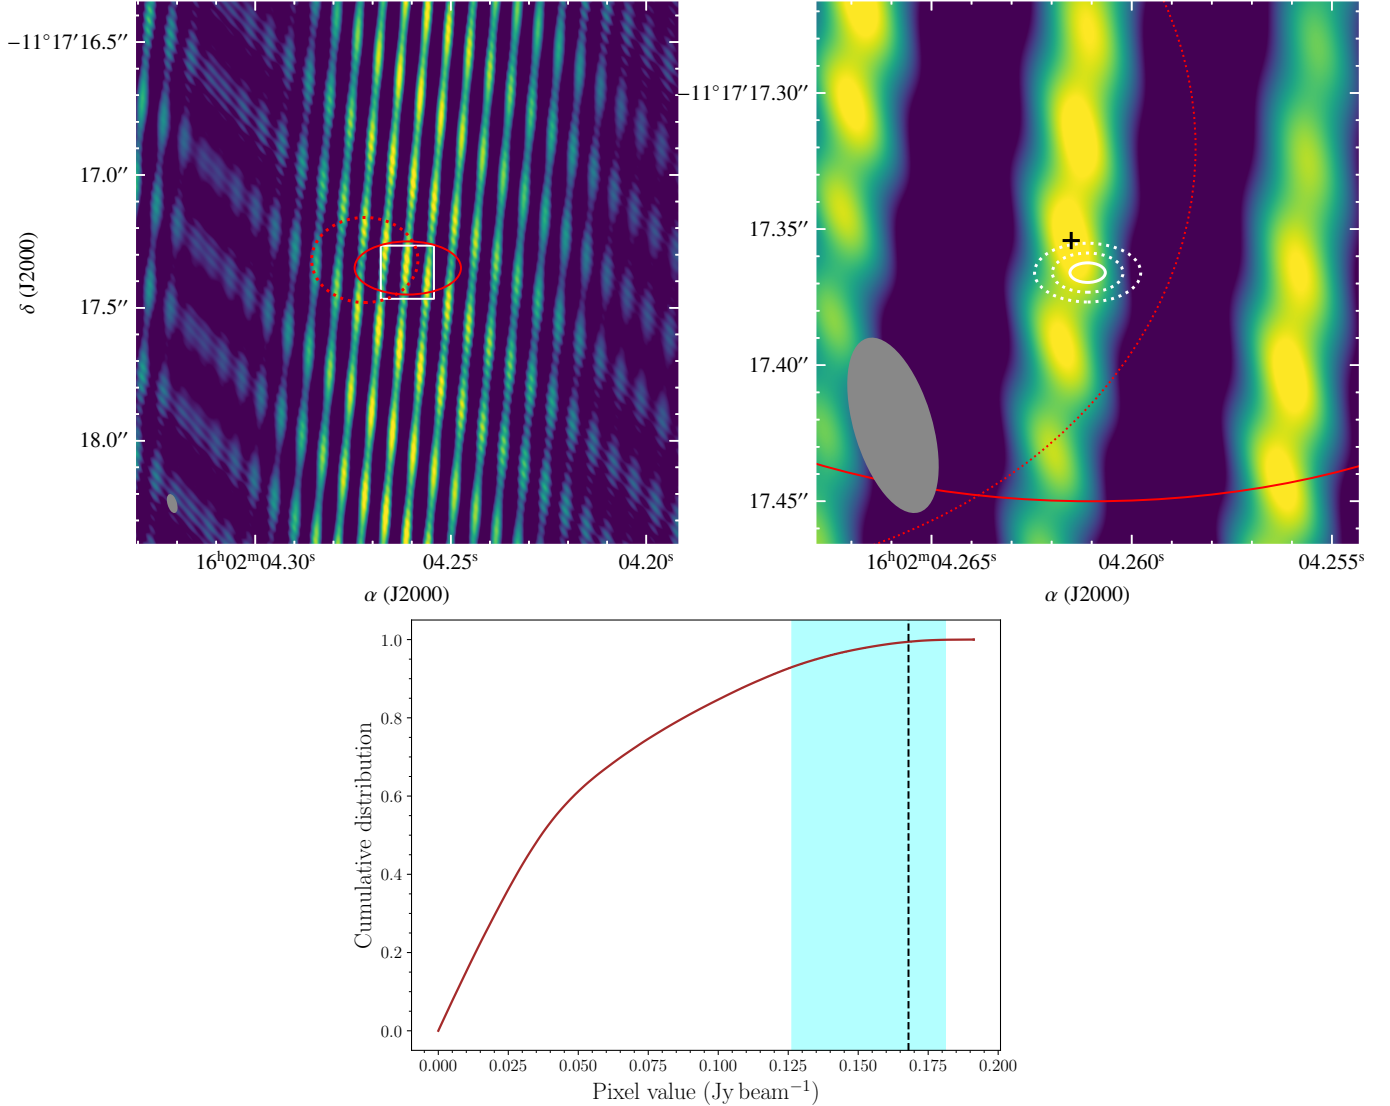 −11°17′16.5″
17.0″
17.5″
18.0″
δ (J2000)
16ʰ02ᵐ04.30ˢ
04.25ˢ
04.20ˢ
α (J2000)
−11°17′17.30″
17.35″
17.40″
17.45″
16ʰ02ᵐ04.265ˢ
04.260ˢ
04.255ˢ
α (J2000)
1.0
0.8
0.6
0.4
0.2
0.0
Cumulative distribution
0.000
0.025
0.050
0.075
0.100
0.125
0.150
0.175
0.200
Pixel value (Jy beam⁻¹)